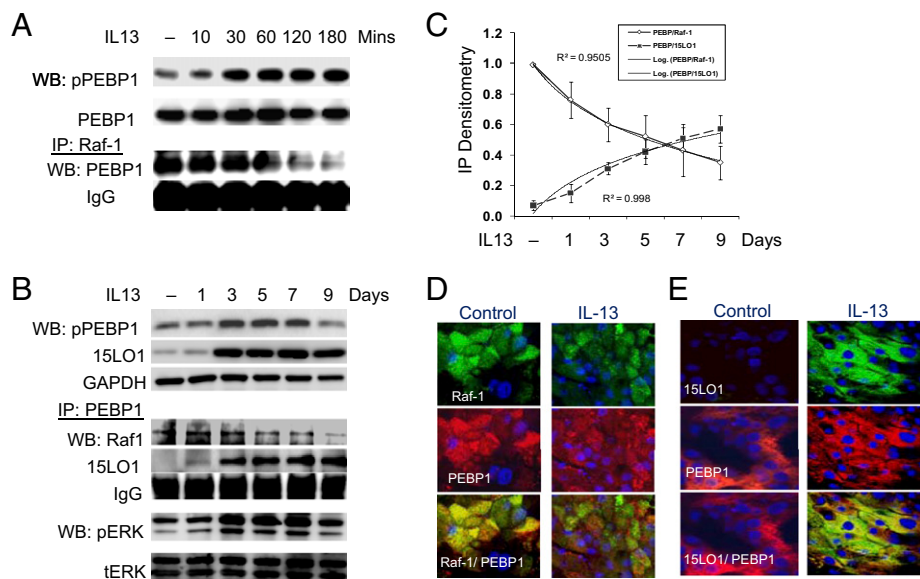 A
IL13 – 10 30 60 120 180 Mins
WB: pPEBP1
PEBP1
IP: Raf-1
WB: PEBP1
IgG
B
IL13 – 1 3 5 7 9 Days
WB: pPEBP1
15LO1
GAPDH
IP: PEBP1
WB: Raf1
15LO1
IgG
WB: pERK
tERK
C
IP Densitometry
1.2
1.0
0.8
0.6
0.4
0.2
0.0
R² = 0.9505
R² = 0.998
PEBP/Raf-1
PEBP/15LO1
Log. (PEBP/Raf-1)
Log. (PEBP/15LO1)
IL13 – 1 3 5 7 9 Days
D
Control IL-13
Raf-1
PEBP1
Raf-1/ PEBP1
E
Control IL-13
15LO1
PEBP1
15LO1/ PEBP1